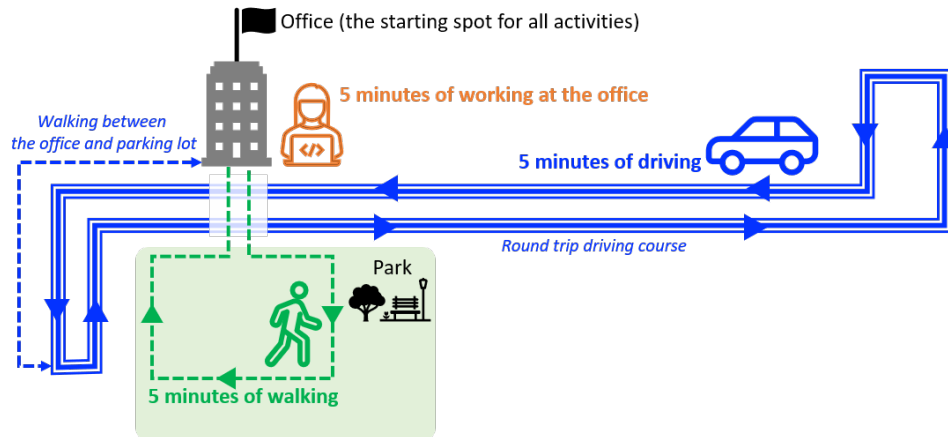 Office (the starting spot for all activities)
5 minutes of working at the office
Walking between
the office and parking lot
5 minutes of driving
Round trip driving course
Park
5 minutes of walking